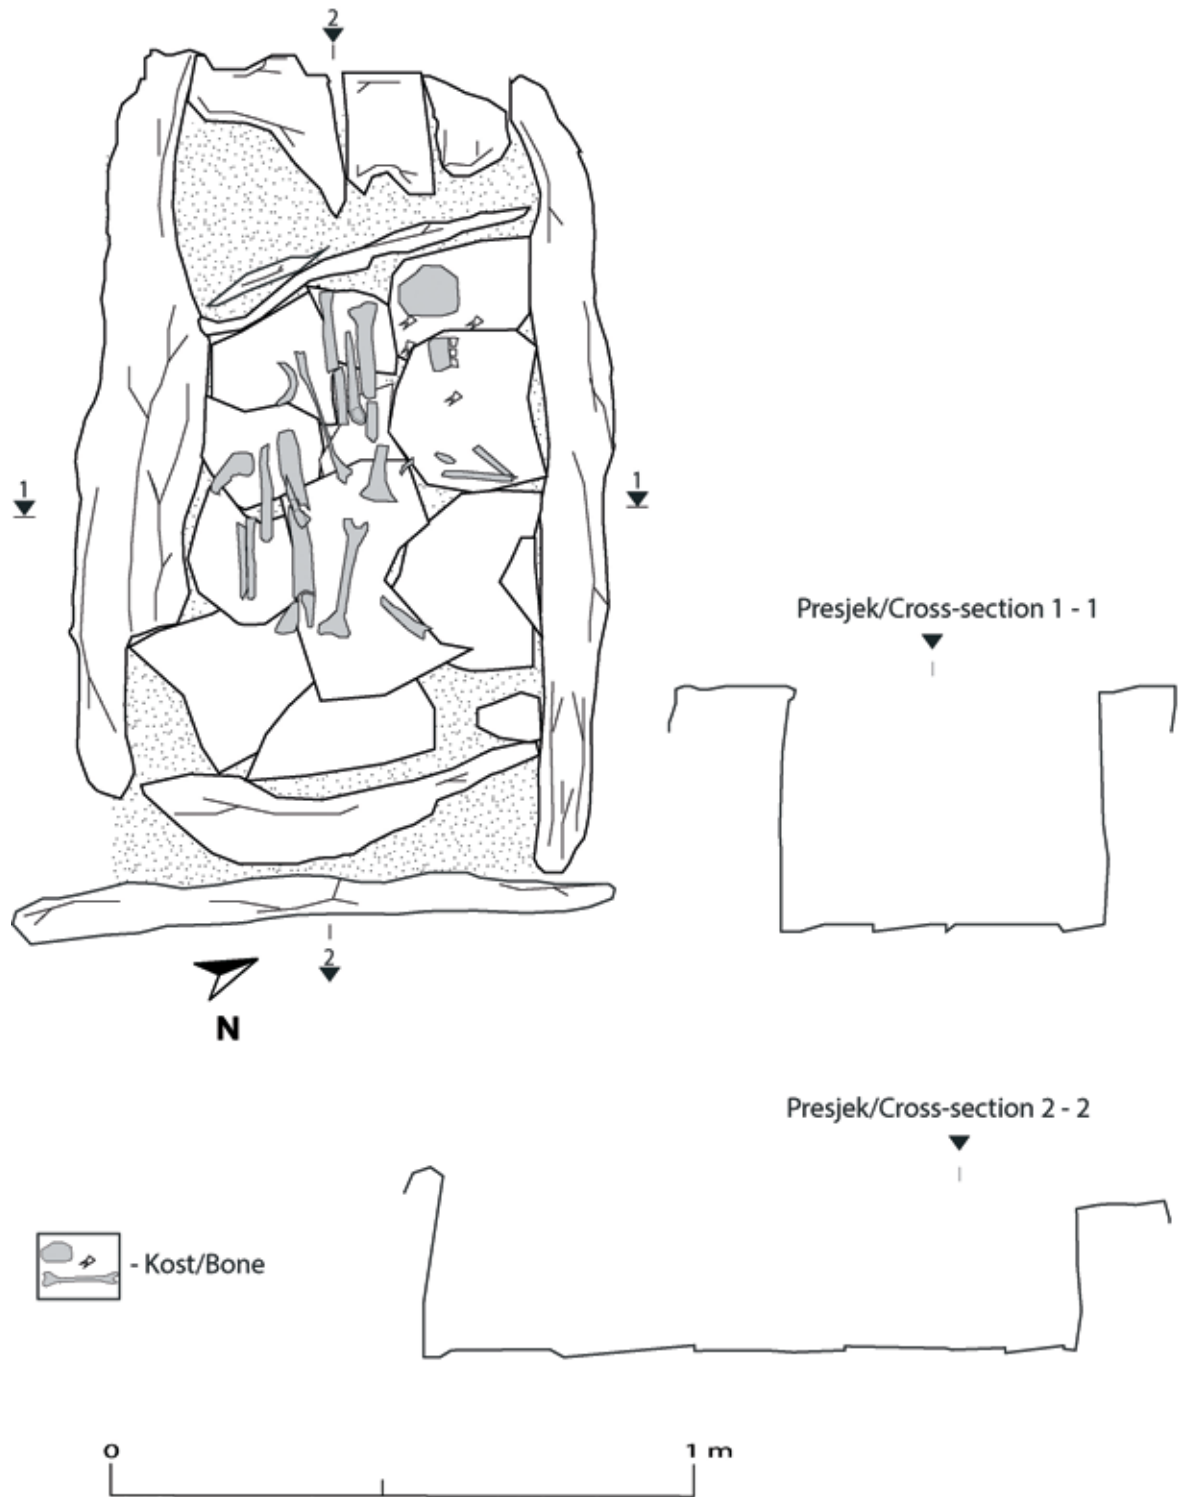 2
1
1
Presjek/Cross-section 1 - 1
2
N
Presjek/Cross-section 2 - 2
- Kost/Bone
0 1 m